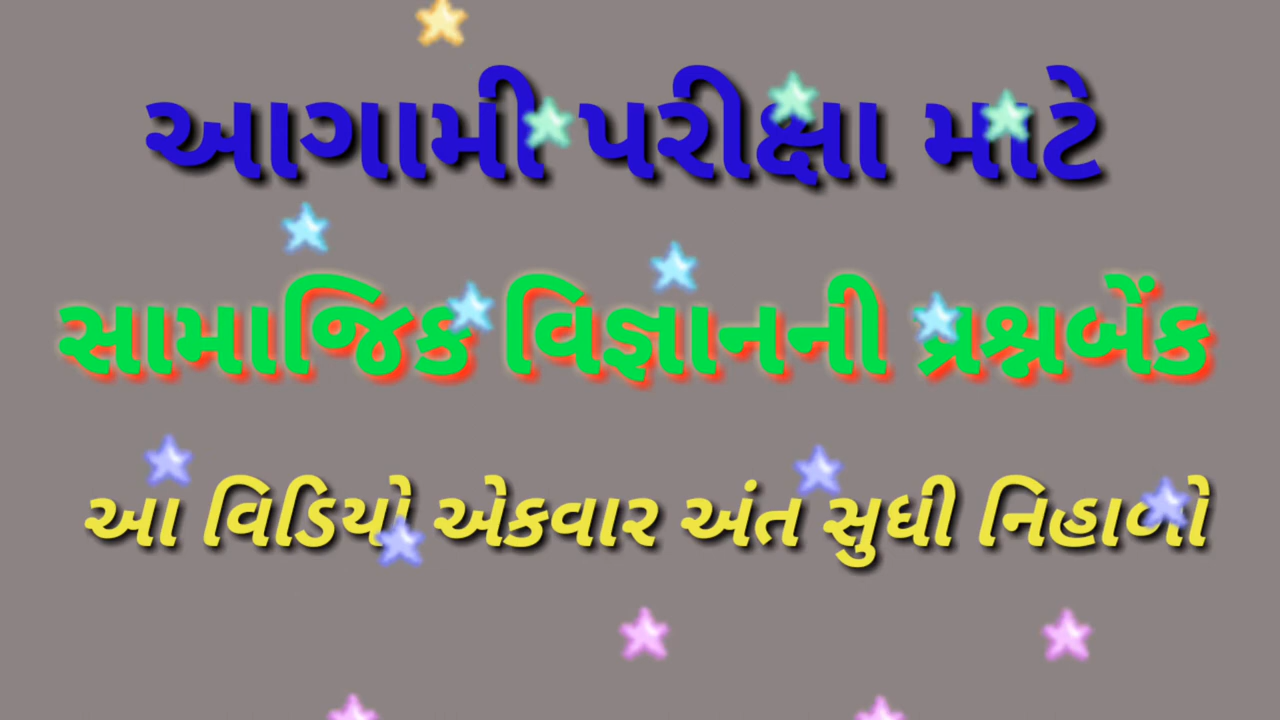 આગામી પરીક્ષા માટે
સામાજિક વિજ્ઞાનની પ્રશ્નબેંક
આ વિડિયો એકવાર અંત સુધી નિહાળો